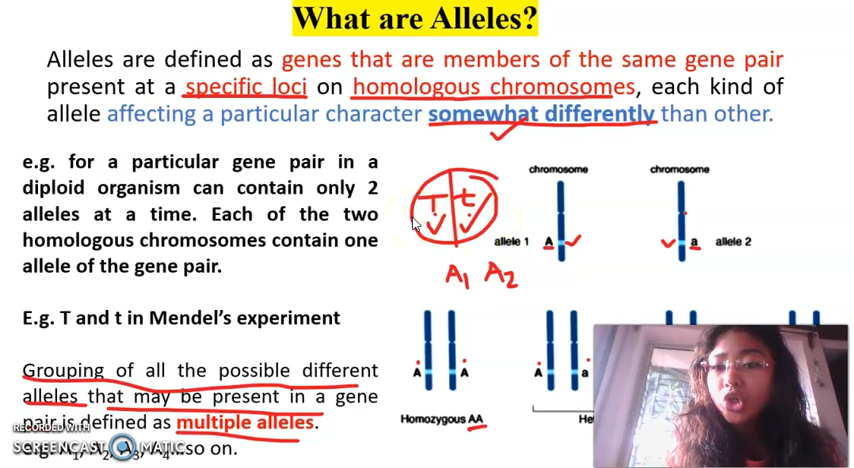 What are Alleles?
Alleles are defined as genes that are members of the same gene pair
present at a specific loci on homologous chromosomes, each kind of
allele affecting a particular character somewhat differently than other.
e.g. for a particular gene pair in a
diploid organism can contain only 2
alleles at a time. Each of the two
homologous chromosomes contain one
allele of the gene pair.
E.g. T and t in Mendel's experiment
Grouping of all the possible different
alleles that may be present in a gene
pair is defined as multiple alleles.
e.g. A1, A2, A3, A4...so on.
T t
A1 A2
chromosome chromosome
allele 1 A a allele 2
A A A a
Homozygous AA
He
RECORDED WITH
SCREENCAST MATIC